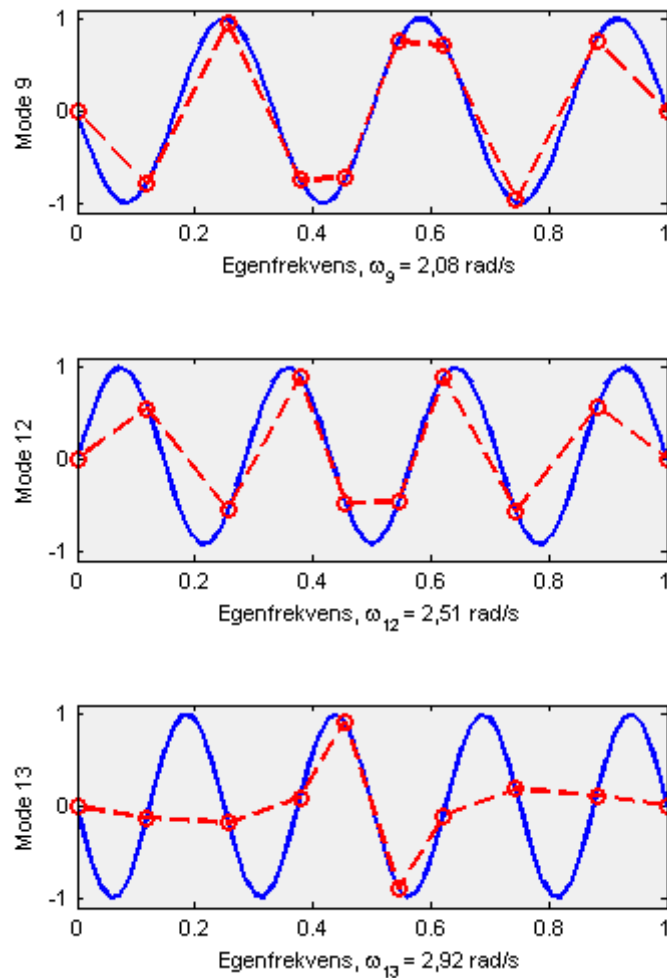 1
0
-1
Mode 9
0 0.2 0.4 0.6 0.8 1
Egenfrekvens, ω9 = 2,08 rad/s
1
0
-1
Mode 12
0 0.2 0.4 0.6 0.8 1
Egenfrekvens, ω12 = 2,51 rad/s
1
0
-1
Mode 13
0 0.2 0.4 0.6 0.8 1
Egenfrekvens, ω13 = 2,92 rad/s